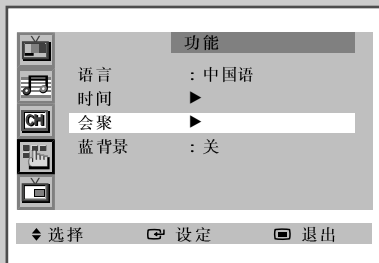 功能
语言 : 中国语
时间 ▶
CH 会聚 ▶
蓝背景 : 关
选择 设定 退出